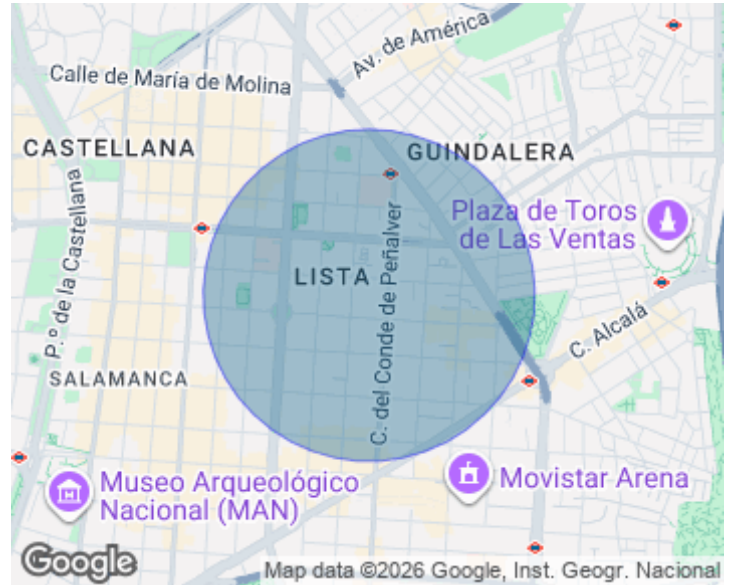 Av. de América
Calle de María de Molina
CASTELLANA
GUINDALERA
P.º de la Castellana
Plaza de Toros
de Las Ventas
C. del Conde de Peñalver
LISTA
C. Alcalá
SALAMANCA
Museo Arqueológico
Nacional (MAN)
Movistar Arena
Google
Map data ©2026 Google, Inst. Geogr. Nacional